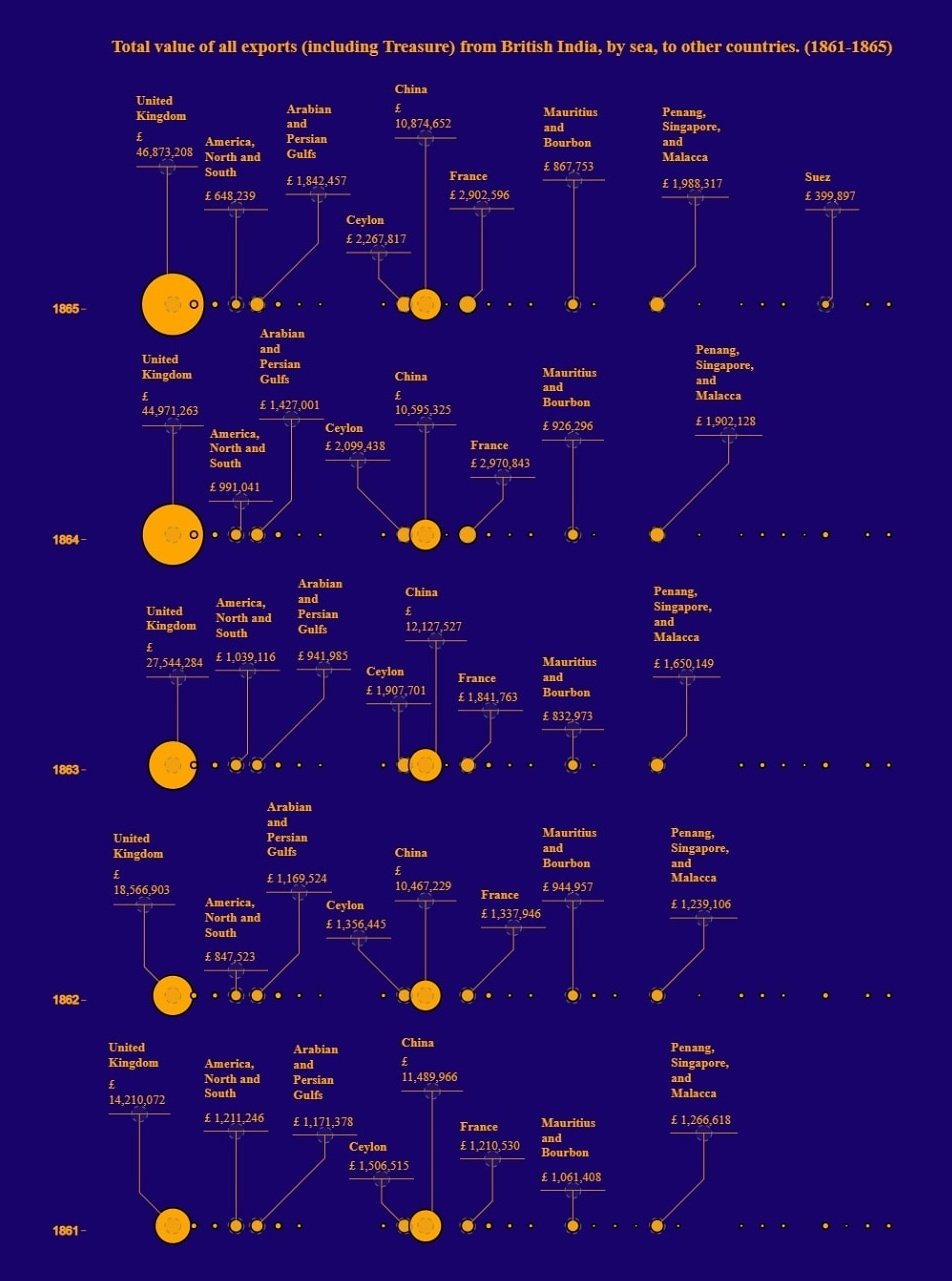 Total value of all exports (including Treasure) from British India, by sea, to other countries. (1861-1865)
United
Kingdom
£
46,873,208
America,
North and
South
£ 648,239
Arabian
and
Persian
Gulfs
£ 1,842,457
Ceylon
£ 2,267,817
China
£
10,874,652
France
£ 2,902,596
Mauritius
and
Bourbon
£ 867,753
Penang,
Singapore,
and
Malacca
£ 1,988,317
Suez
£ 399,897
1865
United
Kingdom
£
44,971,263
America,
North and
South
£ 991,041
Arabian
and
Persian
Gulfs
£ 1,427,001
Ceylon
£ 2,099,438
China
£
10,595,325
France
£ 2,970,843
Mauritius
and
Bourbon
£ 926,296
Penang,
Singapore,
and
Malacca
£ 1,902,128
1864
United
Kingdom
£
27,544,284
America,
North and
South
£ 1,039,116
Arabian
and
Persian
Gulfs
£ 941,985
Ceylon
£ 1,907,701
China
£
12,127,527
France
£ 1,841,763
Mauritius
and
Bourbon
£ 832,973
Penang,
Singapore,
and
Malacca
£ 1,650,149
1863
United
Kingdom
£
18,566,903
America,
North and
South
£ 847,523
Arabian
and
Persian
Gulfs
£ 1,169,524
Ceylon
£ 1,356,445
China
£
10,467,229
France
£ 1,337,946
Mauritius
and
Bourbon
£ 944,957
Penang,
Singapore,
and
Malacca
£ 1,239,106
1862
United
Kingdom
£
14,210,072
America,
North and
South
£ 1,211,246
Arabian
and
Persian
Gulfs
£ 1,171,378
Ceylon
£ 1,506,515
China
£
11,489,966
France
£ 1,210,530
Mauritius
and
Bourbon
£ 1,061,408
Penang,
Singapore,
and
Malacca
£ 1,266,618
1861